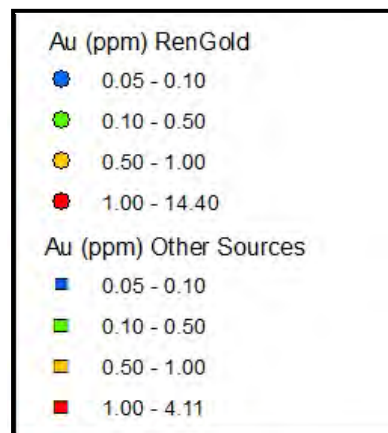 Au (ppm) RenGold
0.05 - 0.10
0.10 - 0.50
0.50 - 1.00
1.00 - 14.40
Au (ppm) Other Sources
0.05 - 0.10
0.10 - 0.50
0.50 - 1.00
1.00 - 4.11